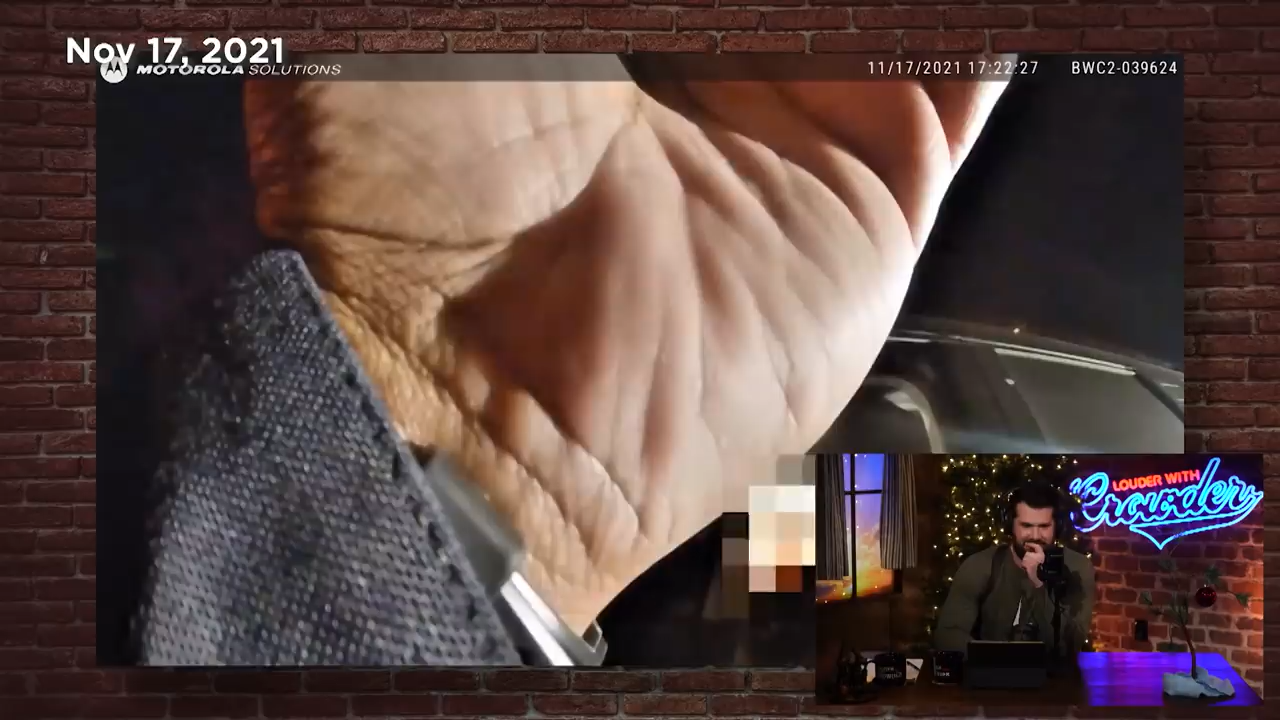 Nov 17, 2021
MOTOROLA SOLUTIONS
11/17/2021 17:22:27 BWC2-039624
LOUDER WITH
Crowder